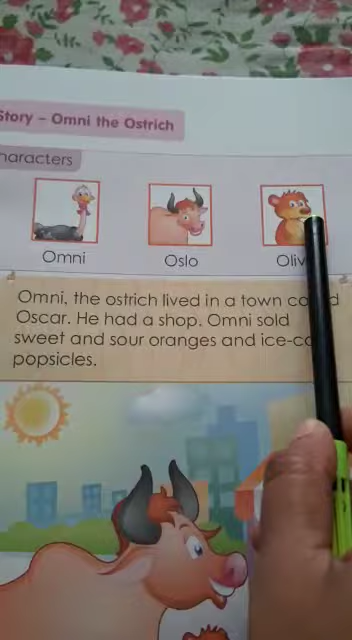 Story – Omni the Ostrich
haracters
Omni
Oslo
Omni, the ostrich lived in a town
Oscar. He had a shop. Omni sold
sweet and sour oranges and
popsicles.